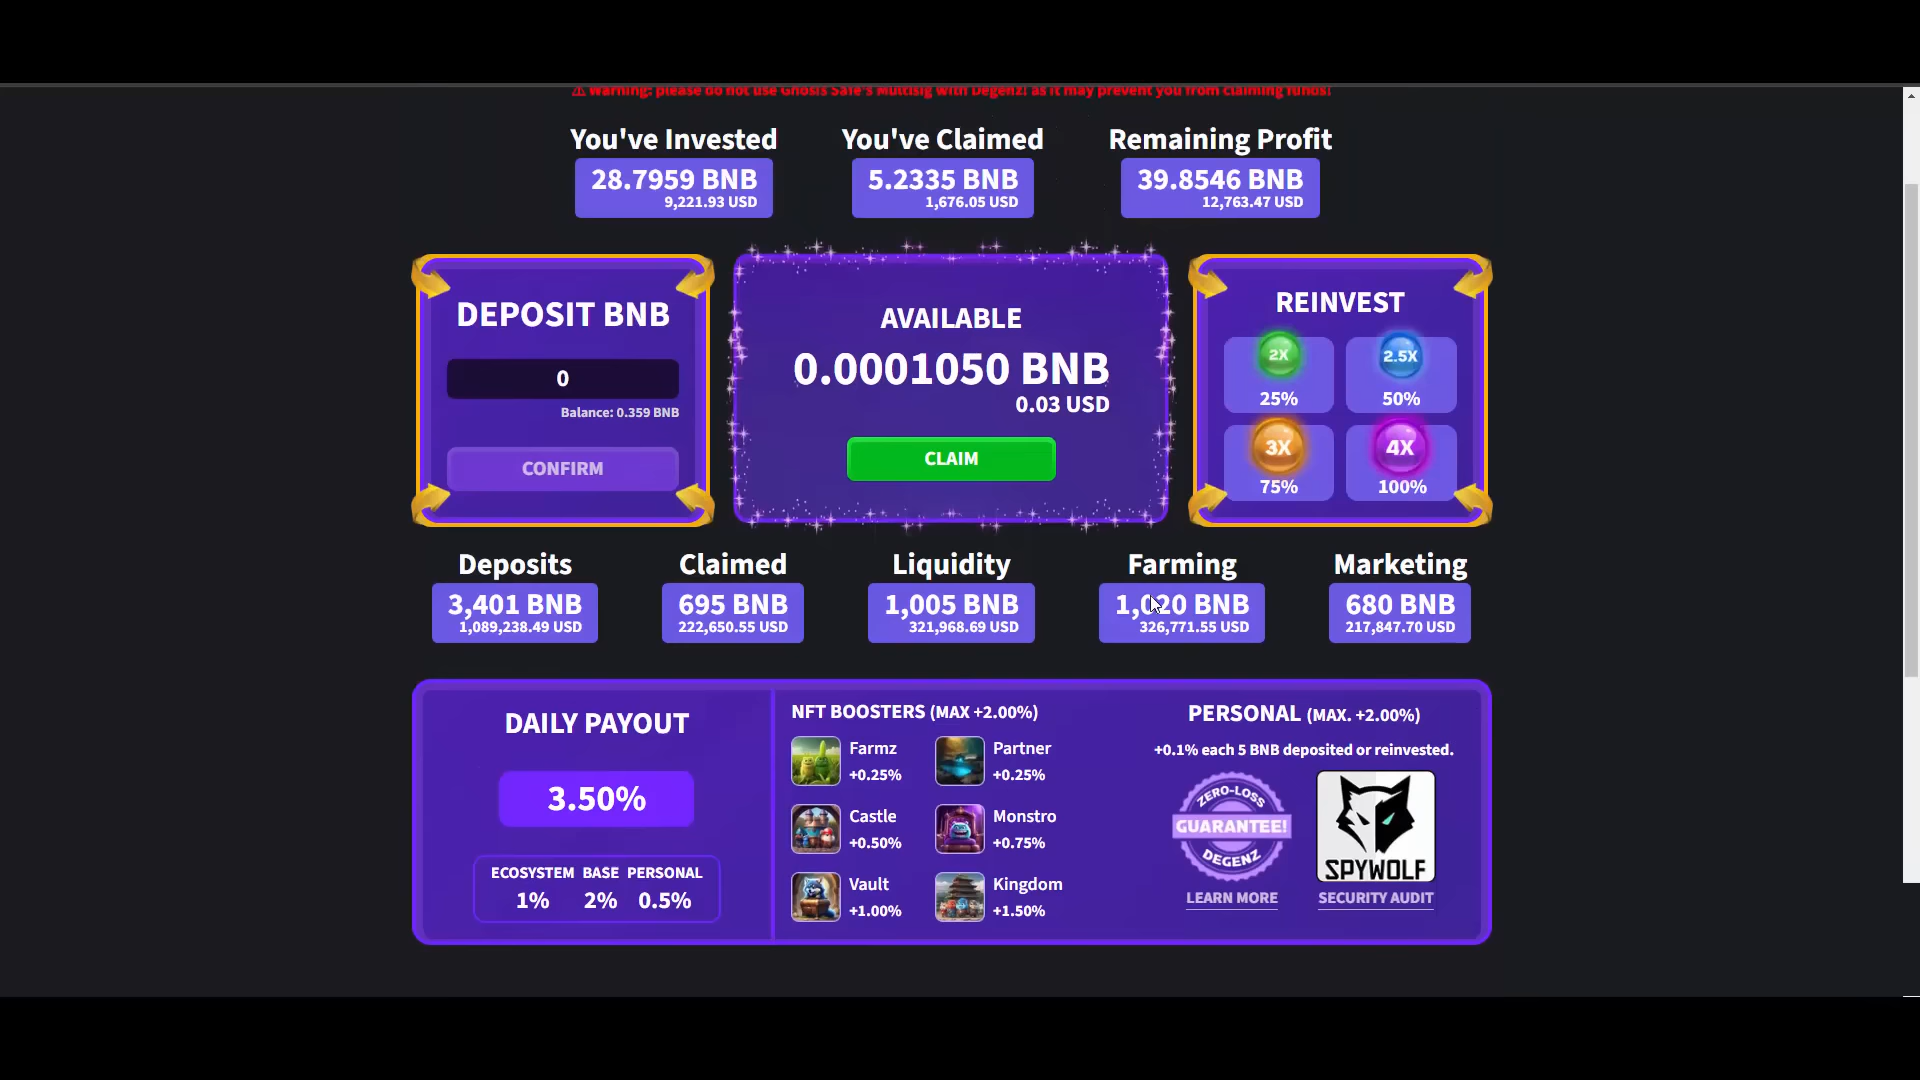 ⚠ Warning: please do not use Gnosis Safe's Multisig with Degenz! as it may prevent you from claiming funds!
You've Invested
28.7959 BNB
9,221.93 USD
You've Claimed
5.2335 BNB
1,676.05 USD
Remaining Profit
39.8546 BNB
12,763.47 USD
DEPOSIT BNB
0
Balance: 0.359 BNB
CONFIRM
AVAILABLE
0.0001050 BNB
0.03 USD
CLAIM
REINVEST
2X
25%
2.5X
50%
3X
75%
4X
100%
Deposits
3,401 BNB
1,089,238.49 USD
Claimed
695 BNB
222,650.55 USD
Liquidity
1,005 BNB
321,968.69 USD
Farming
1,020 BNB
326,771.55 USD
Marketing
680 BNB
217,847.70 USD
DAILY PAYOUT
3.50%
ECOSYSTEM BASE PERSONAL
1% 2% 0.5%
NFT BOOSTERS (MAX +2.00%)
Farmz
+0.25%
Partner
+0.25%
Castle
+0.50%
Monstro
+0.75%
Vault
+1.00%
Kingdom
+1.50%
PERSONAL (MAX. +2.00%)
+0.1% each 5 BNB deposited or reinvested.
ZERO-LOSS
GUARANTEE!
DEGENZ
LEARN MORE
SPYWOLF
SECURITY AUDIT